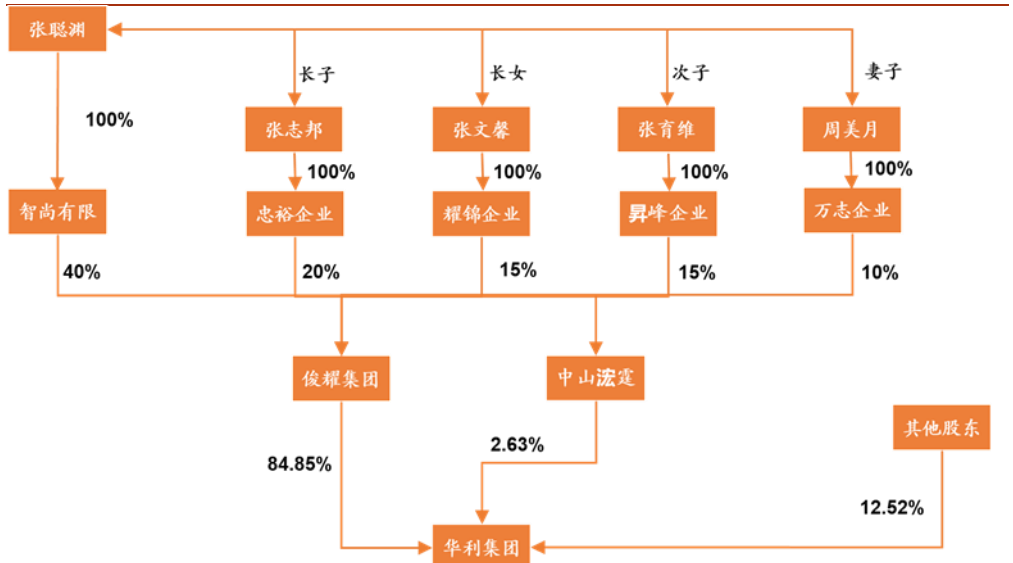 张聪渊
长子
长女
次子
妻子
100%
张志邦
张文馨
张育维
周美月
100%
100%
100%
100%
智尚有限
忠裕企业
耀锦企业
昇峰企业
万志企业
40%
20%
15%
15%
10%
俊耀集团
中山浤霆
其他股东
84.85%
2.63%
12.52%
华利集团